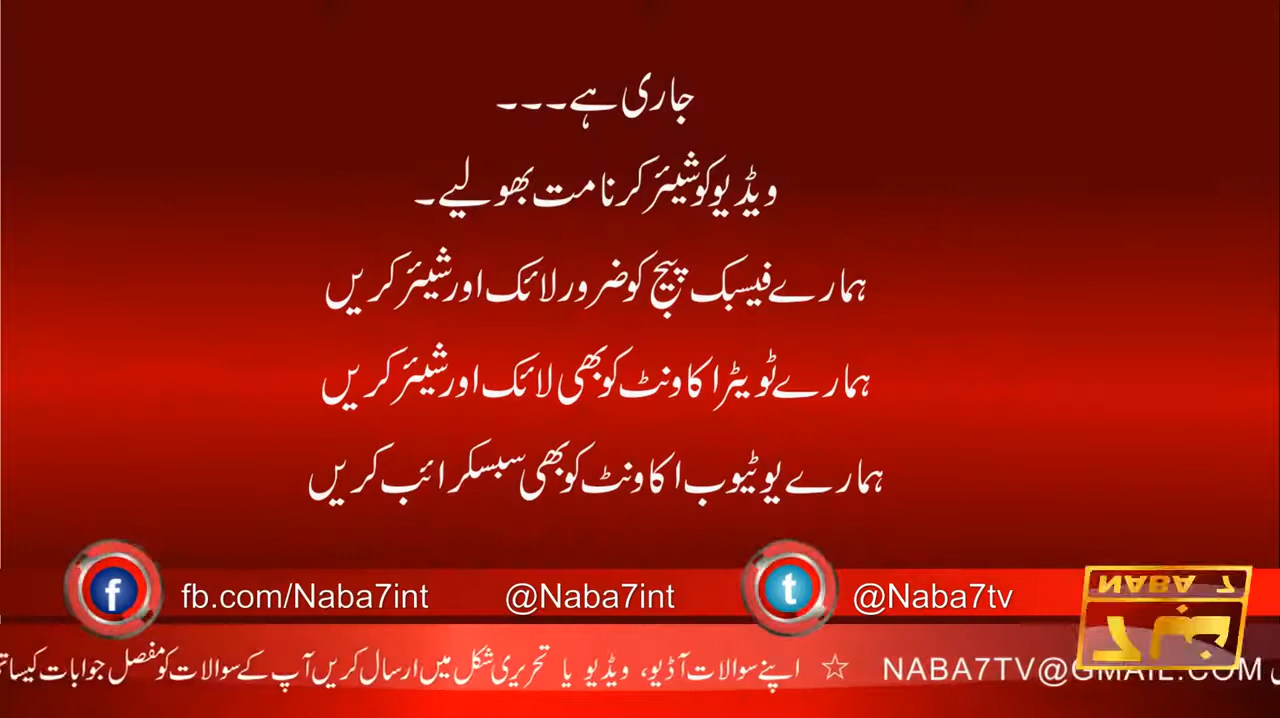 جاری ہے۔۔۔
ویڈیو کو شیئر کرنا مت بھولیے۔
ہمارے فیسبک پیج کو ضرور لائک اور شیئر کریں
ہمارے ٹویٹر اکاونٹ کو بھی لائک اور شیئر کریں
ہمارے یوٹیوب اکاونٹ کو بھی سبسکرائب کریں
fb.com/Naba7int @Naba7int @Naba7tv
NABA 7
NABA7TV@GMAIL.COM ☆ اپنے سوالات آڈیو، ویڈیو یا تحریری شکل میں ارسال کریں آپ کے سوالات کو مفصل جوابات